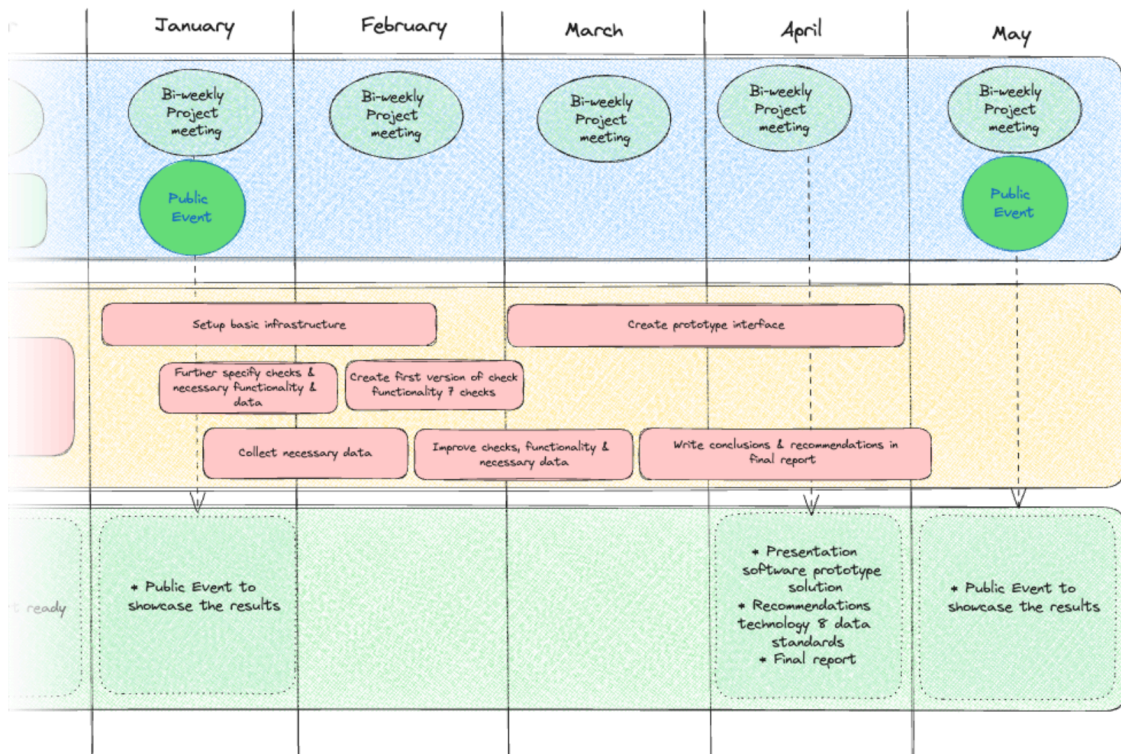 r
January
February
March
April
May
Bi-weekly
Project
meeting
Bi-weekly
Project
meeting
Bi-weekly
Project
meeting
Bi-weekly
Project
meeting
Bi-weekly
Project
meeting
Public
Event
Public
Event
Setup basic infrastructure
Create prototype interface
Further specify checks &
necessary functionality &
data
Create first version of check
functionality 7 checks
Collect necessary data
Improve checks, functionality &
necessary data
Write conclusions & recommendations in
final report
rt ready
* Public Event to
showcase the results
* Presentation
software prototype
solution
* Recommendations
technology & data
standards
* Final report
* Public Event to
showcase the results